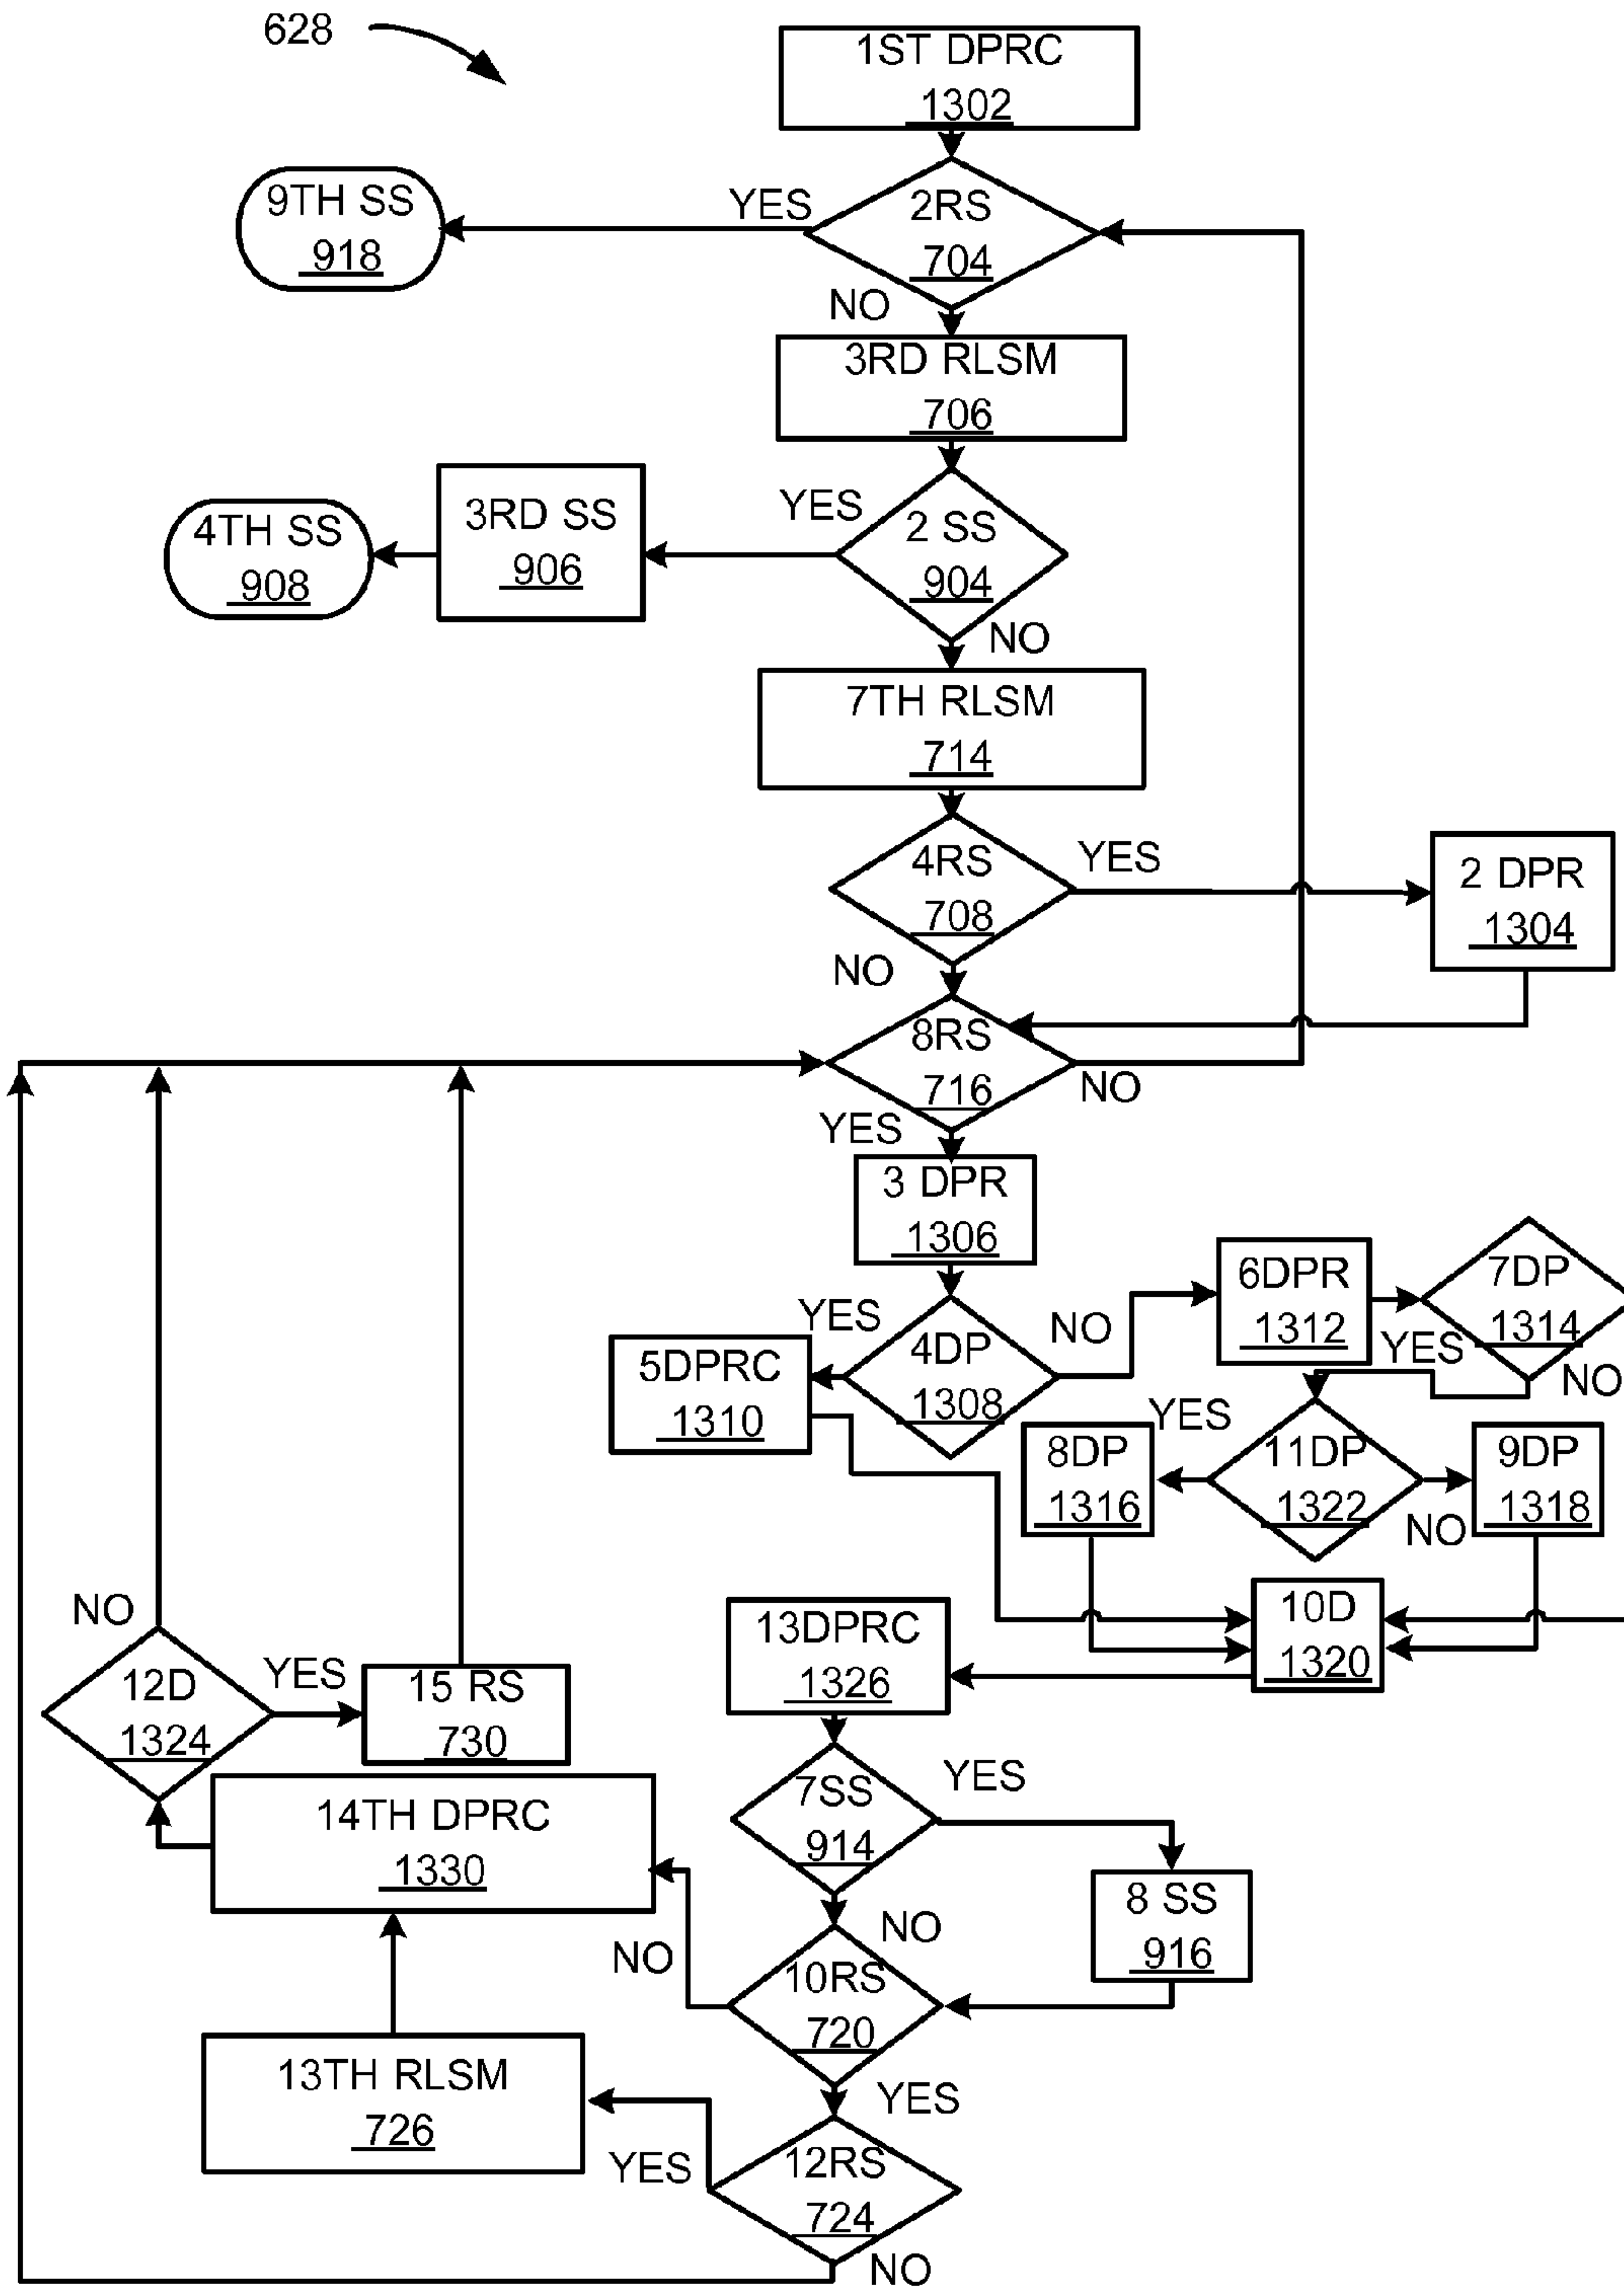 628
1ST DPRC
1302
9TH SS
918
YES
2RS
704
NO
3RD RLSM
706
4TH SS
908
3RD SS
906
YES
2 SS
904
NO
7TH RLSM
714
4RS
708
YES
2 DPR
1304
NO
8RS
716
NO
YES
3 DPR
1306
YES
4DP
1308
NO
6DPR
1312
7DP
1314
YES
NO
5DPRC
1310
8DP
1316
YES
11DP
1322
NO
9DP
1318
10D
1320
13DPRC
1326
NO
12D
1324
YES
15 RS
730
7SS
914
YES
14TH DPRC
1330
8 SS
916
NO
NO
10RS
720
13TH RLSM
726
YES
YES
12RS
724
NO